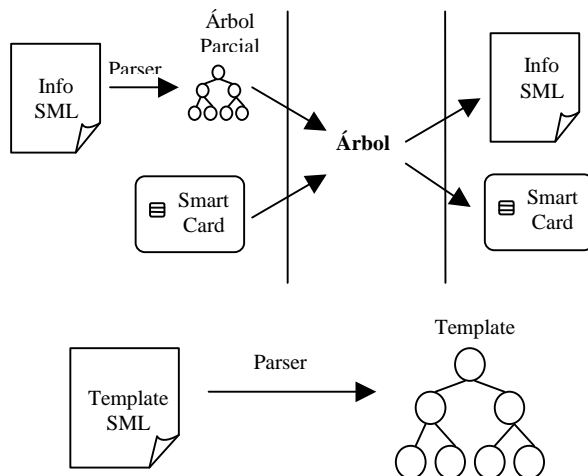 Árbol
Parcial
Parser
Info
SML
Info
SML
Árbol
Smart
Card
Smart
Card
Template
Parser
Template
SML